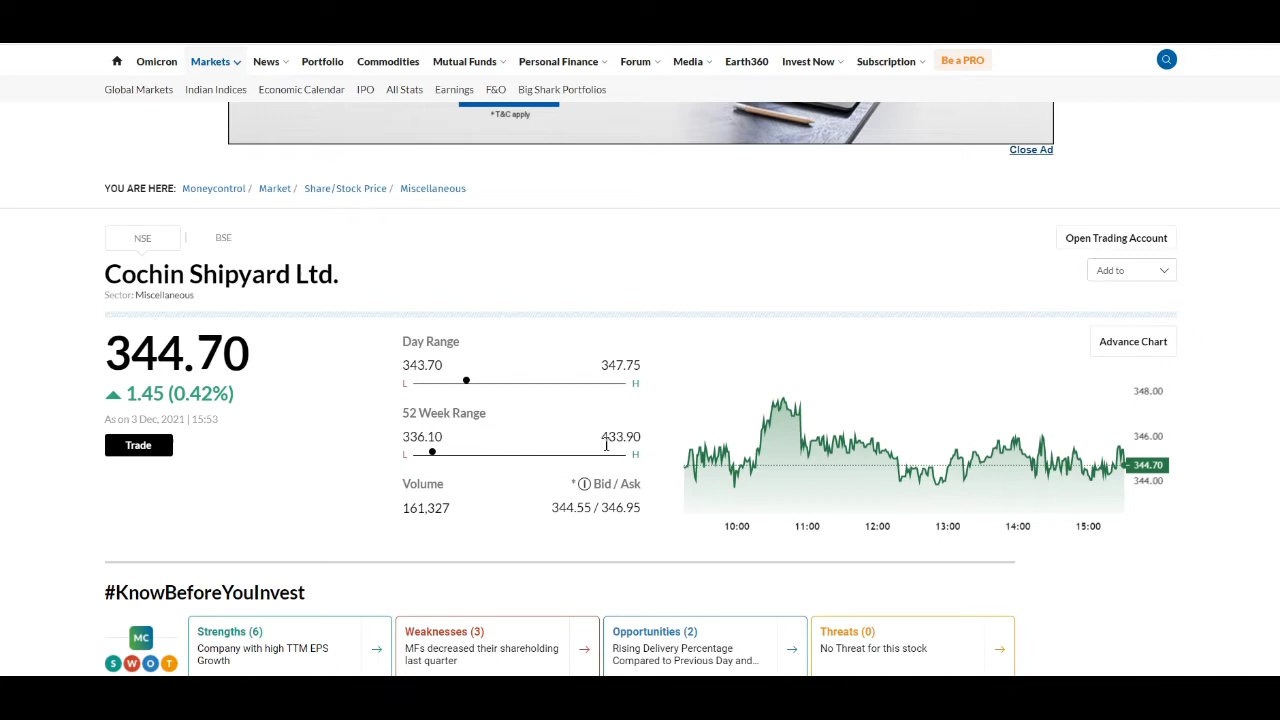 Omicron Markets News Portfolio Commodities Mutual Funds Personal Finance Forum Media Earth360 Invest Now Subscription Be a PRO
Global Markets Indian Indices Economic Calendar IPO All Stats Earnings F&O Big Shark Portfolios
*T&C apply
Close Ad
YOU ARE HERE: Moneycontrol / Market / Share/Stock Price / Miscellaneous
NSE | BSE
Open Trading Account
Cochin Shipyard Ltd.
Add to
Sector: Miscellaneous
344.70
1.45 (0.42%)
As on 3 Dec, 2021 | 15:53
Trade
Day Range
343.70 347.75
L H
52 Week Range
336.10 433.90
L H
Volume * Bid / Ask
161,327 344.55 / 346.95
Advance Chart
348.00
346.00
344.70
344.00
10:00 11:00 12:00 13:00 14:00 15:00
#KnowBeforeYouInvest
MC
S W O T
Strengths (6)
Company with high TTM EPS
Growth
Weaknesses (3)
MFs decreased their shareholding
last quarter
Opportunities (2)
Rising Delivery Percentage
Compared to Previous Day and...
Threats (0)
No Threat for this stock